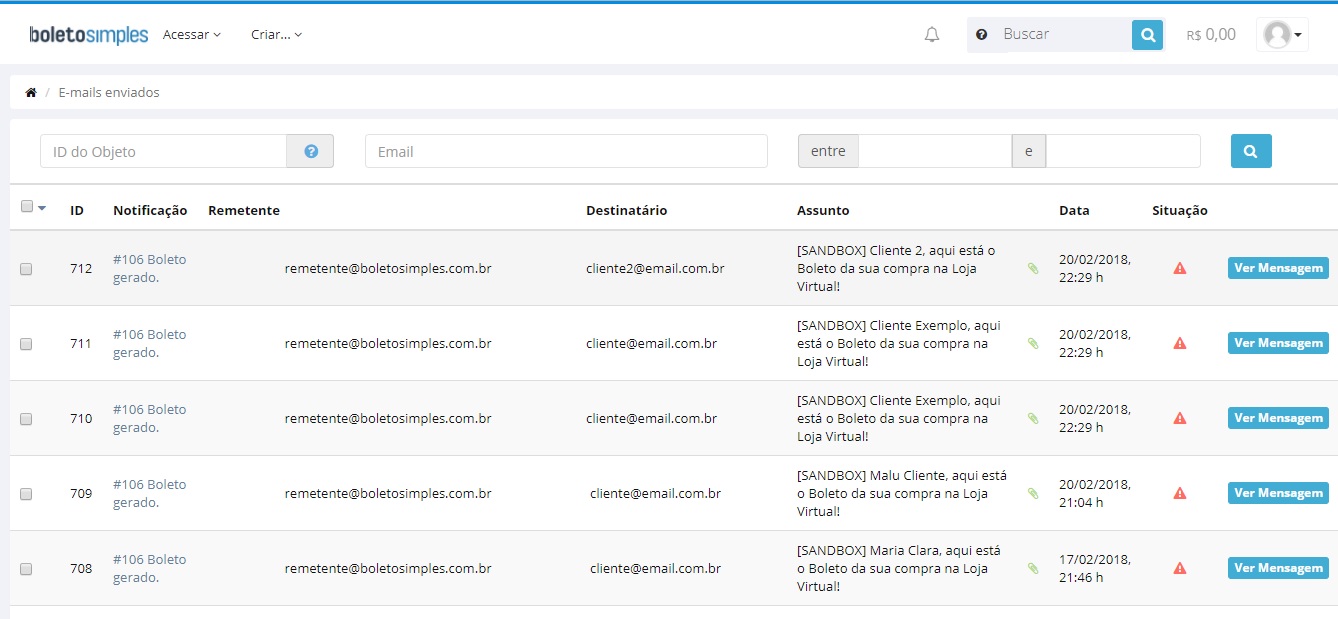 boletosimples Acessar Criar... Buscar R$ 0,00
/ E-mails enviados
ID do Objeto Email entre e
ID Notificação Remetente Destinatário Assunto Data Situação
712 #106 Boleto gerado. remetente@boletosimples.com.br cliente2@email.com.br [SANDBOX] Cliente 2, aqui está o Boleto da sua compra na Loja Virtual! 20/02/2018, 22:29 h Ver Mensagem
711 #106 Boleto gerado. remetente@boletosimples.com.br cliente@email.com.br [SANDBOX] Cliente Exemplo, aqui está o Boleto da sua compra na Loja Virtual! 20/02/2018, 22:29 h Ver Mensagem
710 #106 Boleto gerado. remetente@boletosimples.com.br cliente@email.com.br [SANDBOX] Cliente Exemplo, aqui está o Boleto da sua compra na Loja Virtual! 20/02/2018, 22:29 h Ver Mensagem
709 #106 Boleto gerado. remetente@boletosimples.com.br cliente@email.com.br [SANDBOX] Malu Cliente, aqui está o Boleto da sua compra na Loja Virtual! 20/02/2018, 21:04 h Ver Mensagem
708 #106 Boleto gerado. remetente@boletosimples.com.br cliente@email.com.br [SANDBOX] Maria Clara, aqui está o Boleto da sua compra na Loja Virtual! 17/02/2018, 21:46 h Ver Mensagem